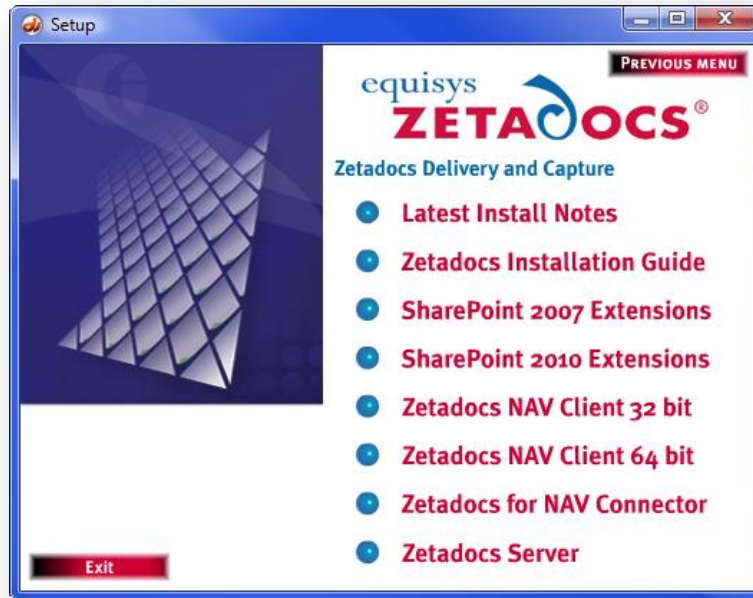 Setup
PREVIOUS MENU
equisys
ZETADOCS®
Zetadocs Delivery and Capture
Latest Install Notes
Zetadocs Installation Guide
SharePoint 2007 Extensions
SharePoint 2010 Extensions
Zetadocs NAV Client 32 bit
Zetadocs NAV Client 64 bit
Zetadocs for NAV Connector
Zetadocs Server
Exit